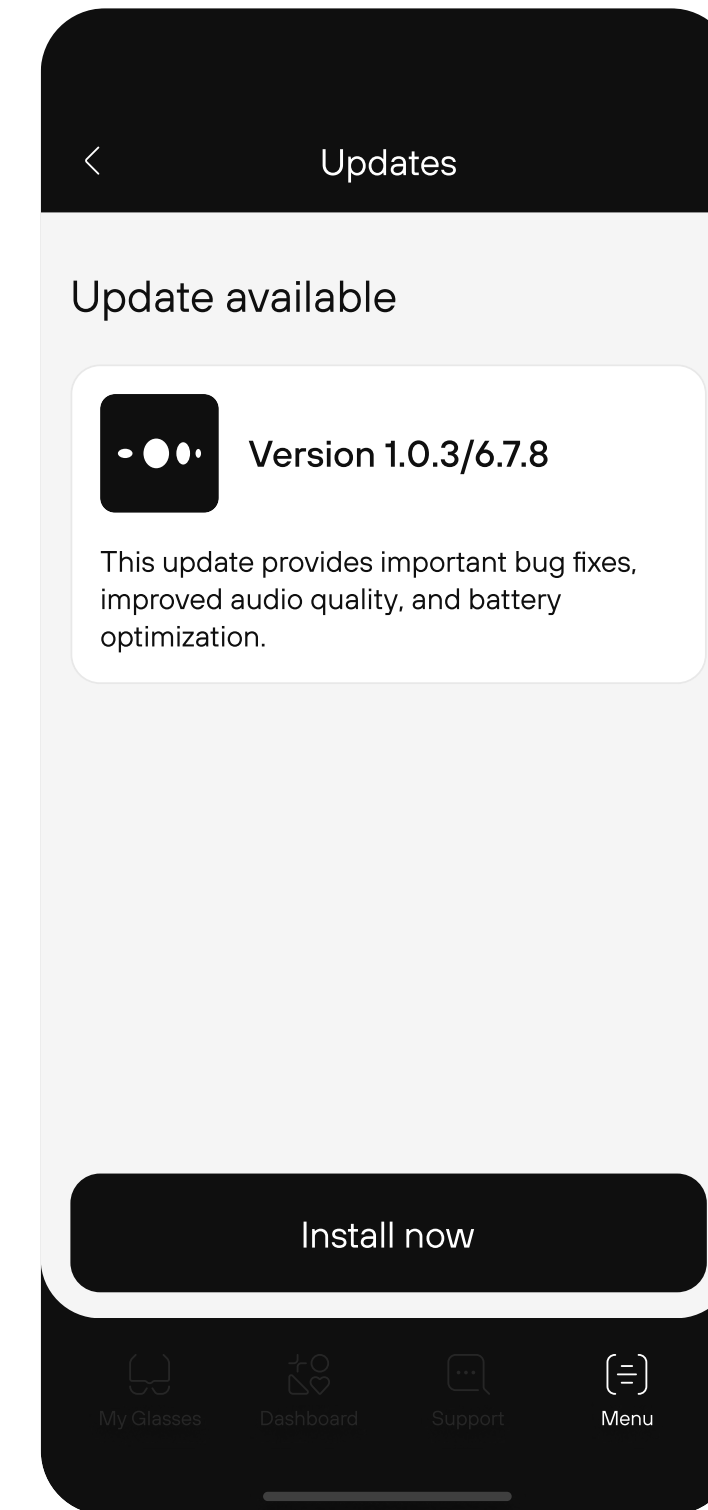 Updates
Update available
Version 1.0.3/6.7.8
This update provides important bug fixes,
improved audio quality, and battery
optimization.
Install now
My Glasses
Dashboard
Support
Menu